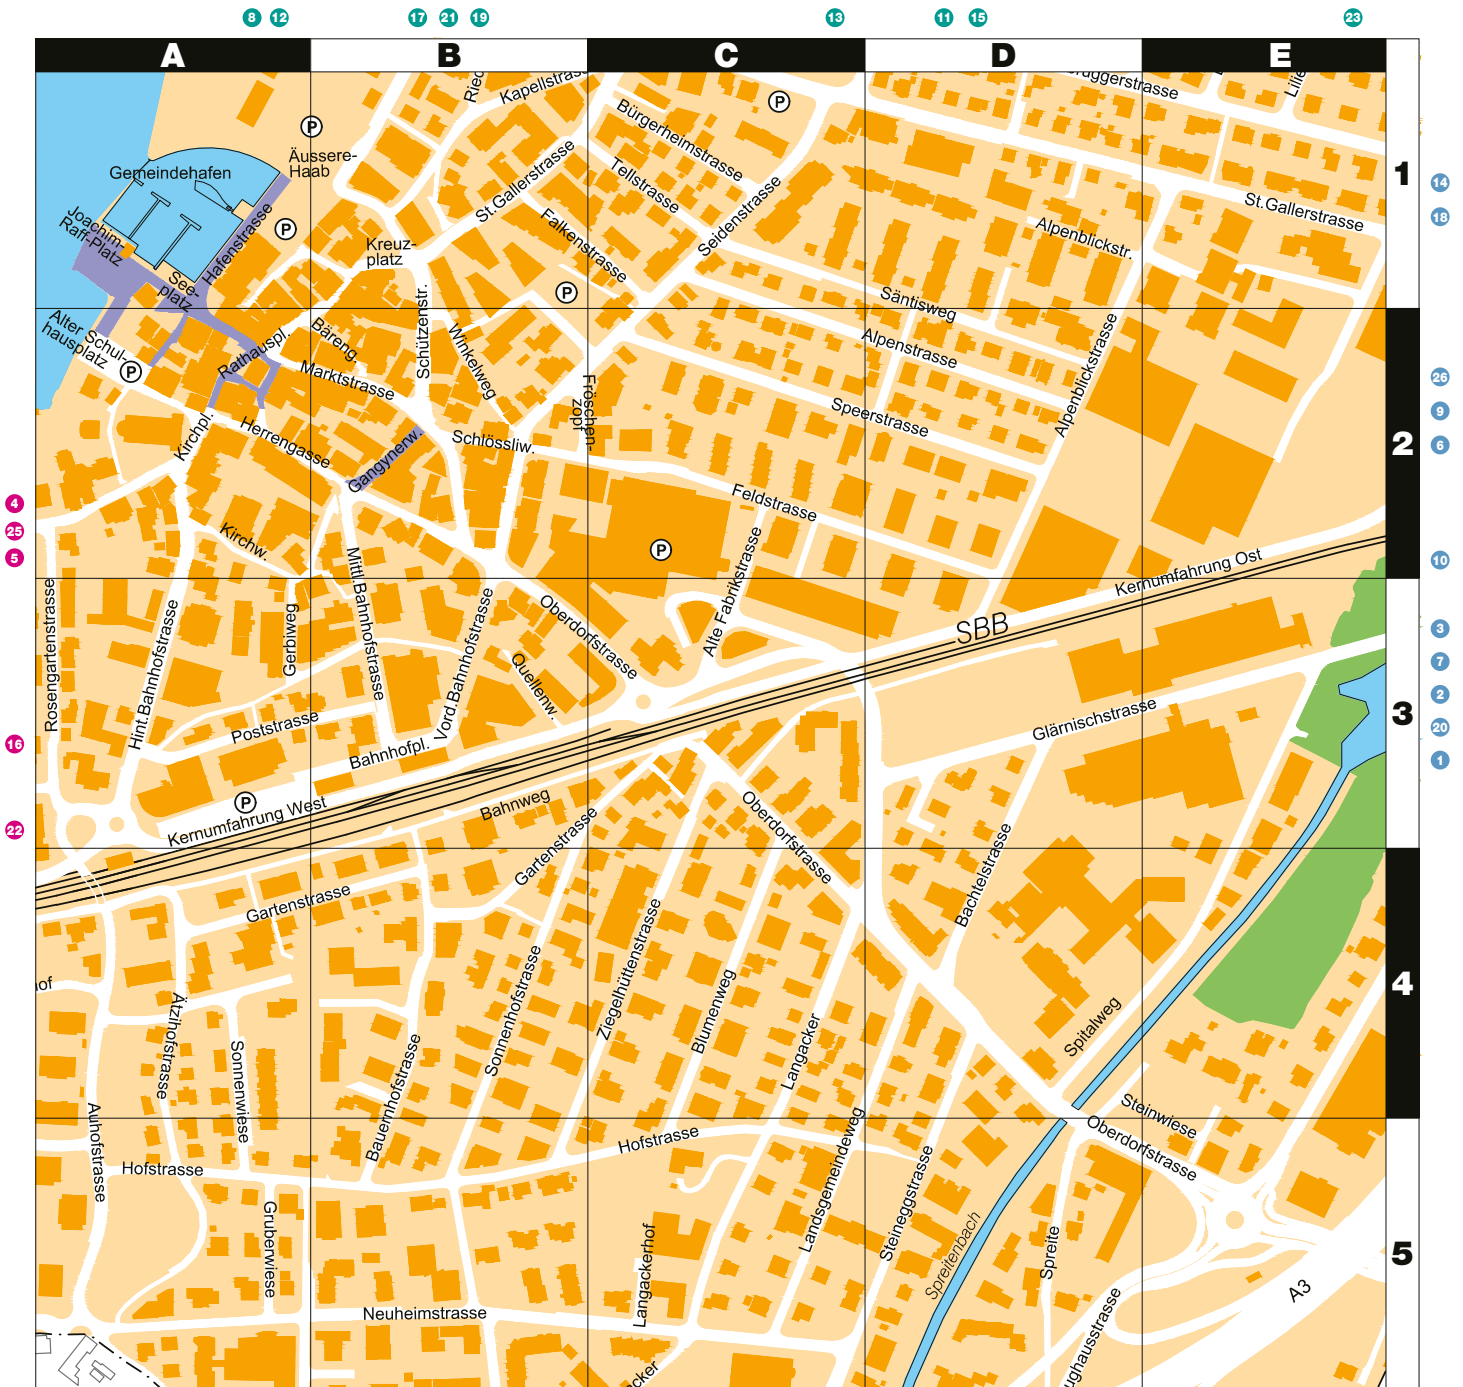 8 12 17 21 19 13 11 15 23
A B C D E
Kapellstrass
Bürgerheimstrasse
P
P
Äussere-
Haab
Gemeindehafen
1
14
Tellstrasse
St.Gallerstrasse
St.Gallerstrasse
18
Joachim-
Raff-Platz
Hafenstrasse
P
Kreuz-
platz
Falkenstrasse
Seidenstrasse
Alpenblickstr.
See-
platz
P
Säntisweg
Alter Schul-
hausplatz
P
Rathauspl.
Bäreng.
Schützenstr.
Winkelweg
Alpenstrasse
Alpenblickstrasse
Marktstrasse
Fröschen-
zopf
26
9
Speerstrasse
Kirchpl.
Herrengasse
Gangynerw.
Schlössliw.
2
6
4
25
5
Feldstrasse
Kirchw.
P
Mittl.Bahnhofstrasse
Alte Fabrikstrasse
Kernumfahrung Ost
10
Rosengartenstrasse
Hint.Bahnhofstrasse
Gerbiweg
Vord.Bahnhofstrasse
Oberdorfstrasse
SBB
3
7
2
20
1
Quellenw.
Poststrasse
Bahnhofpl.
Glärnischstrasse
3
16
P
Kernumfahrung West
Bahnweg
Oberdorfstrasse
22
Gartenstrasse
Gartenstrasse
Bachtelstrasse
Ziegelhüttenstrasse
Sonnenhofstrasse
Blumenweg
Langacker
4
Ätzihofstrasse
Sonnenwiese
Bauernhofstrasse
Spitalweg
Steinwiese
Oberdorfstrasse
Auhofstrasse
Hofstrasse
Hofstrasse
Landsgemeindeweg
Steineggstrasse
Gruberwiese
Langackerhof
Spreitenbach
Spreite
5
A3
Neuheimstrasse